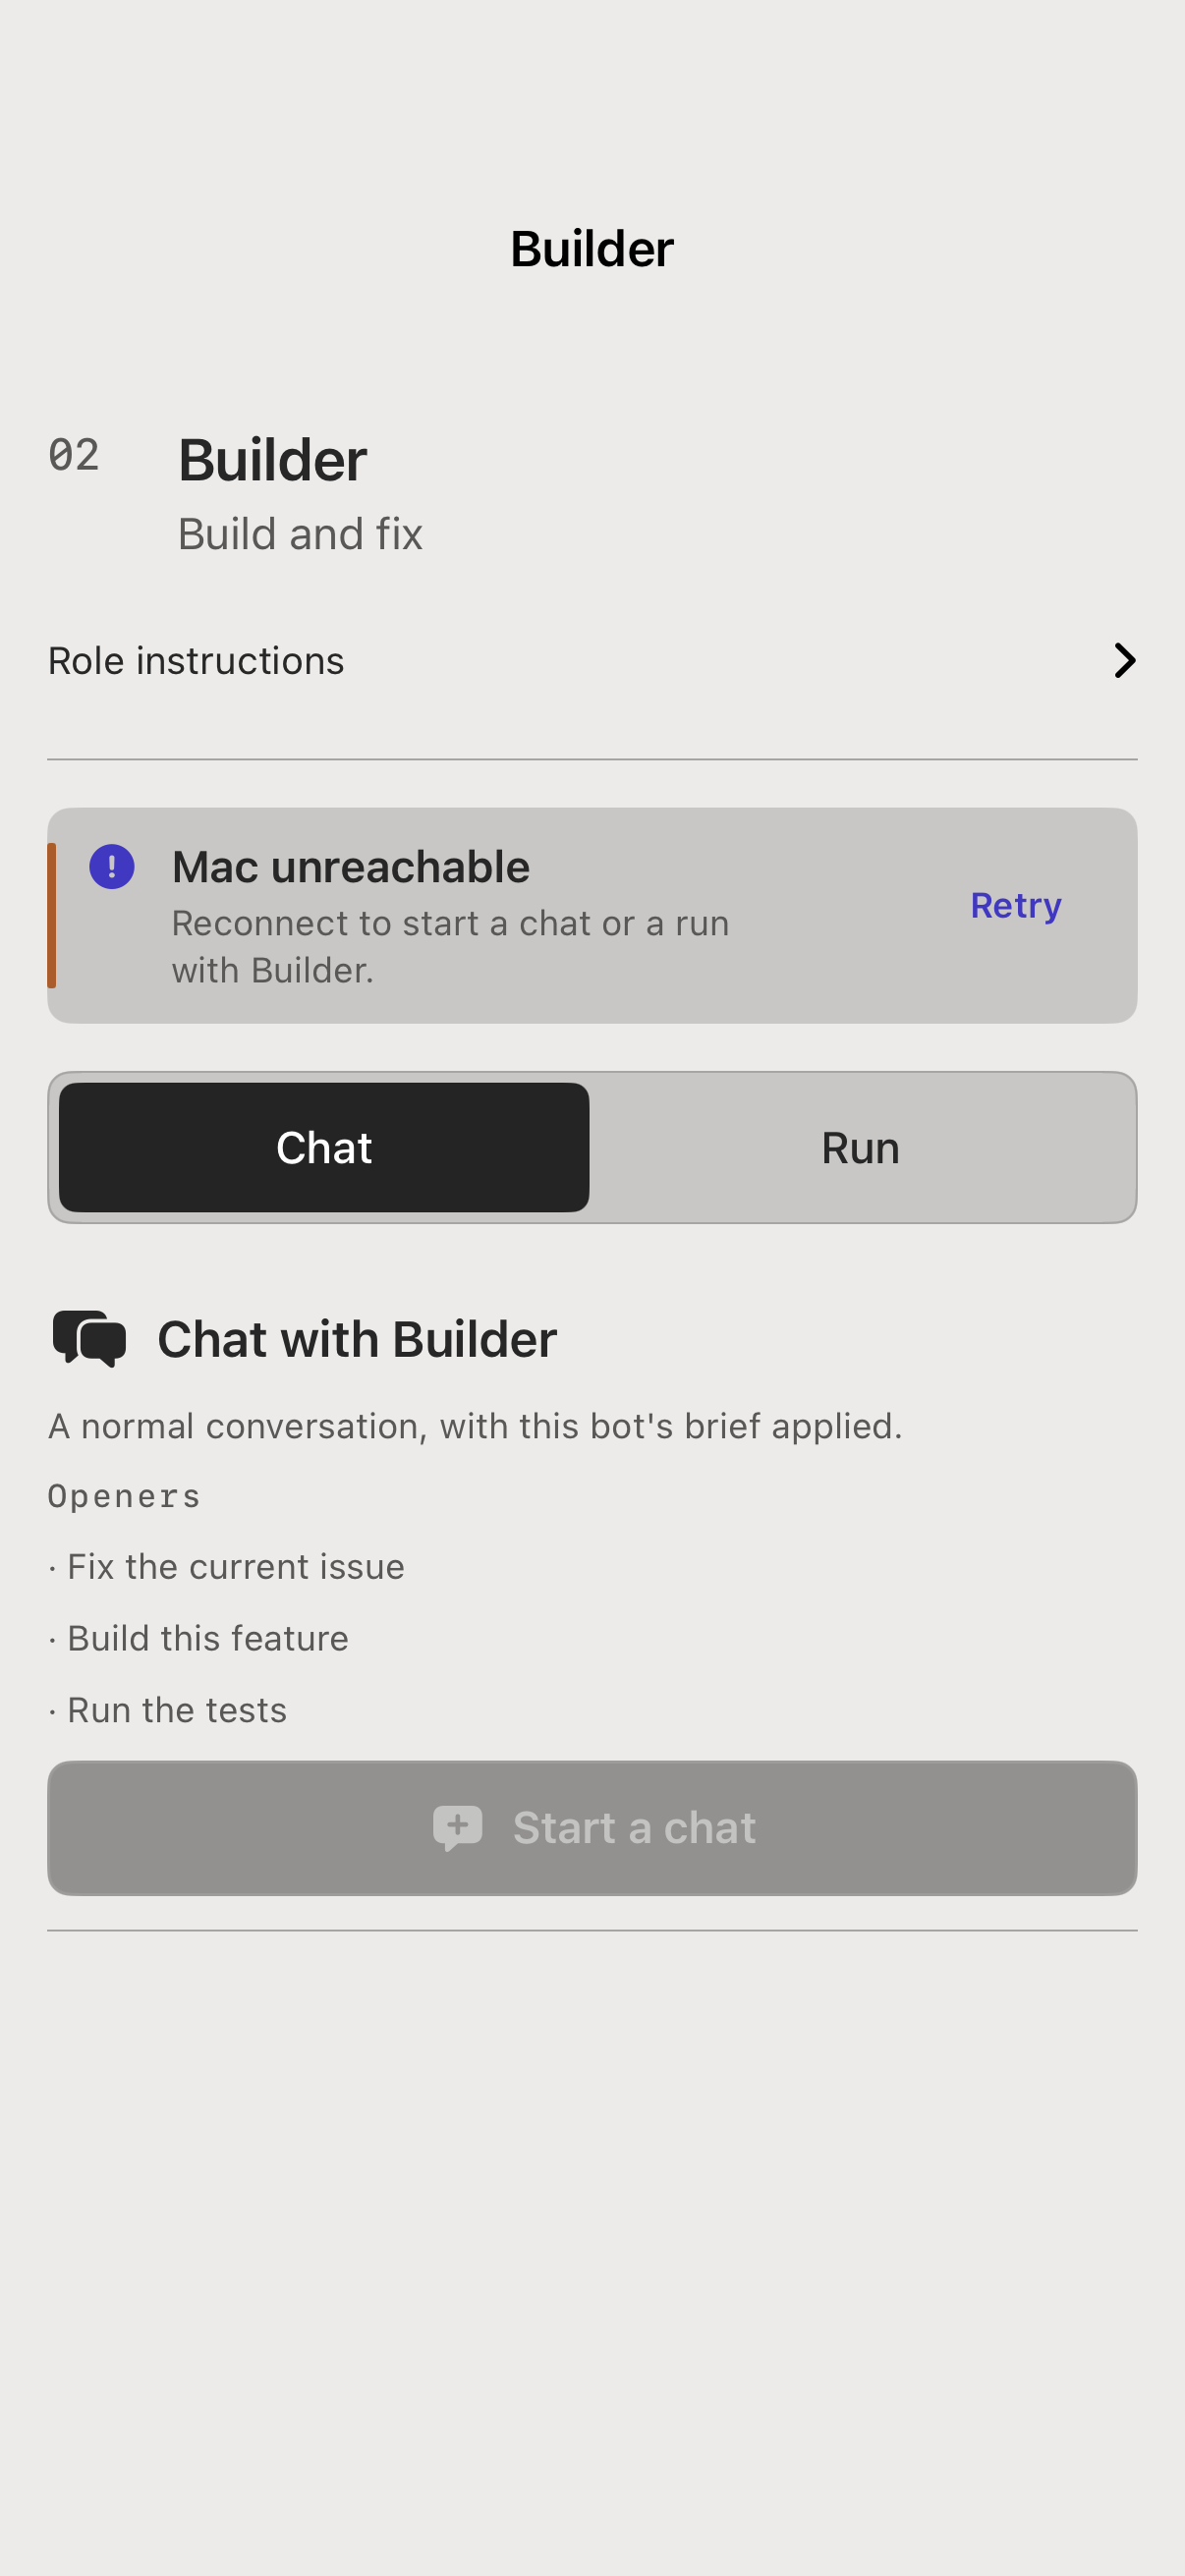 Builder
02
Builder
Build and fix
Role instructions
Mac unreachable
Reconnect to start a chat or a run
with Builder.
Retry
Chat
Run
Chat with Builder
A normal conversation, with this bot's brief applied.
Openers
· Fix the current issue
· Build this feature
· Run the tests
Start a chat